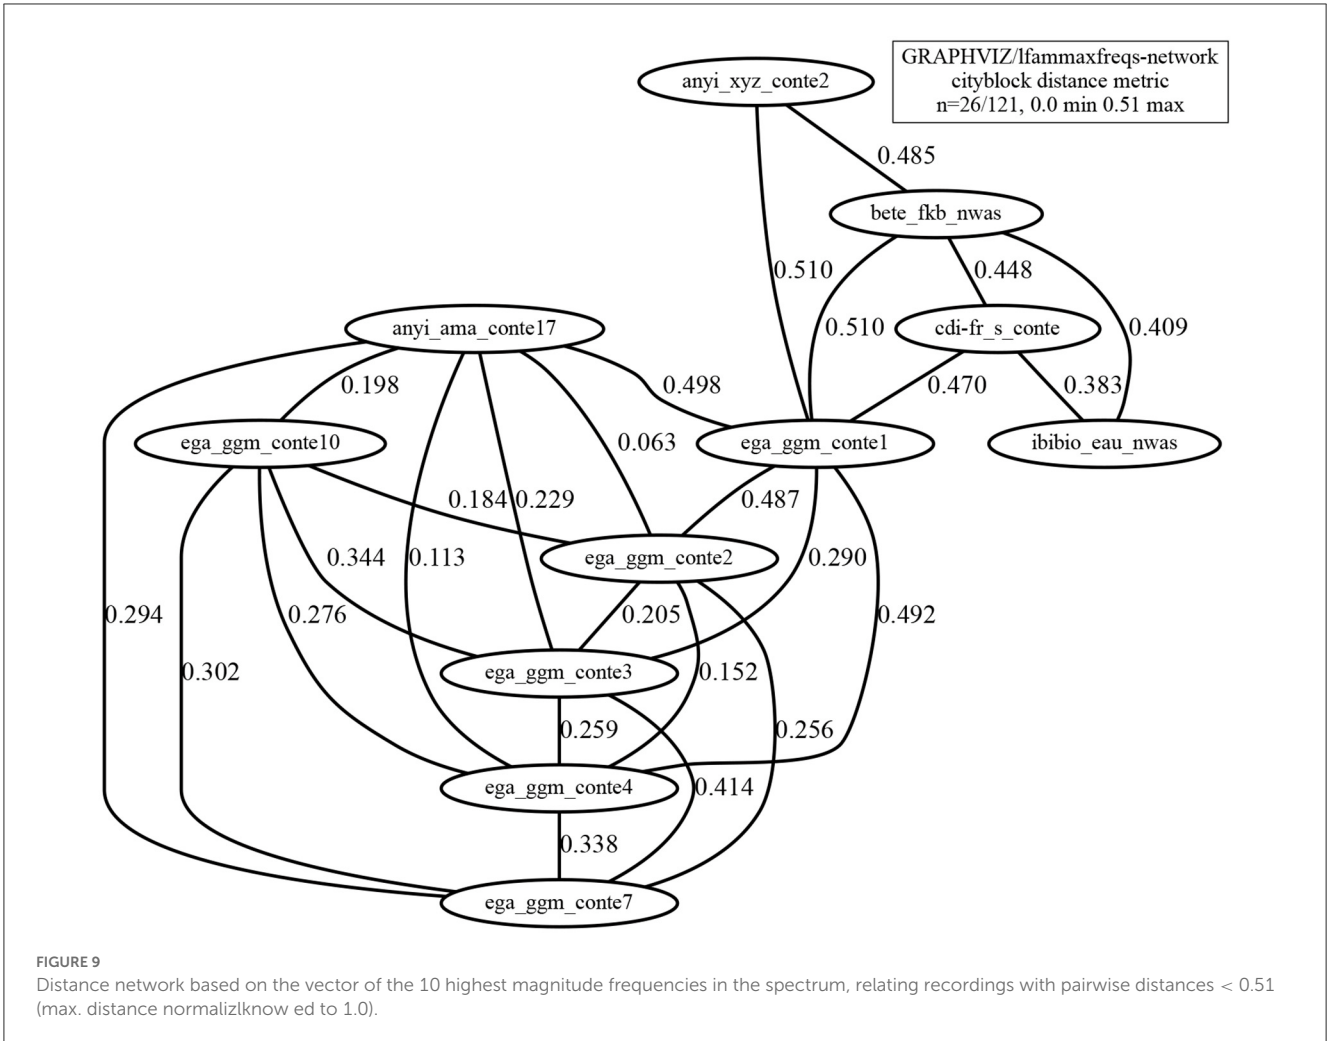 GRAPHVIZ/lfammaxfreqs-network
cityblock distance metric
n=26/121, 0.0 min 0.51 max
anyi_xyz_conte2
0.485
bete_fkb_nwas
0.510
0.448
anyi_ama_conte17
0.510
cdi-fr_s_conte
0.409
0.198
0.498
0.470
0.383
ega_ggm_conte10
0.063
ega_ggm_conte1
ibibio_eau_nwas
0.184
0.229
0.487
0.344
0.113
ega_ggm_conte2
0.290
0.294
0.276
0.205
0.492
0.302
ega_ggm_conte3
0.152
0.259
0.256
ega_ggm_conte4
0.414
0.338
ega_ggm_conte7
FIGURE 9
Distance network based on the vector of the 10 highest magnitude frequencies in the spectrum, relating recordings with pairwise distances < 0.51
(max. distance normalizlknow ed to 1.0).